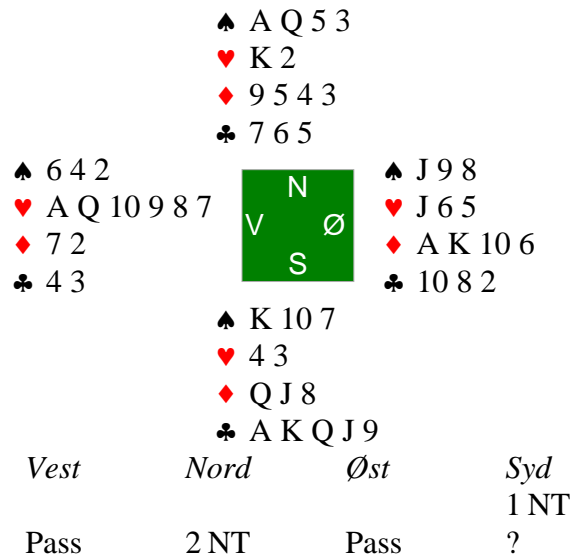 ♠ A Q 5 3
♥ K 2
♦ 9 5 4 3
♣ 7 6 5
♠ 6 4 2 N ♠ J 9 8
♥ A Q 10 9 8 7 V Ø ♥ J 6 5
♦ 7 2 S ♦ A K 10 6
♣ 4 3 ♣ 10 8 2
♠ K 10 7
♥ 4 3
♦ Q J 8
♣ A K Q J 9
Vest Nord Øst Syd
1 NT
Pass 2 NT Pass ?